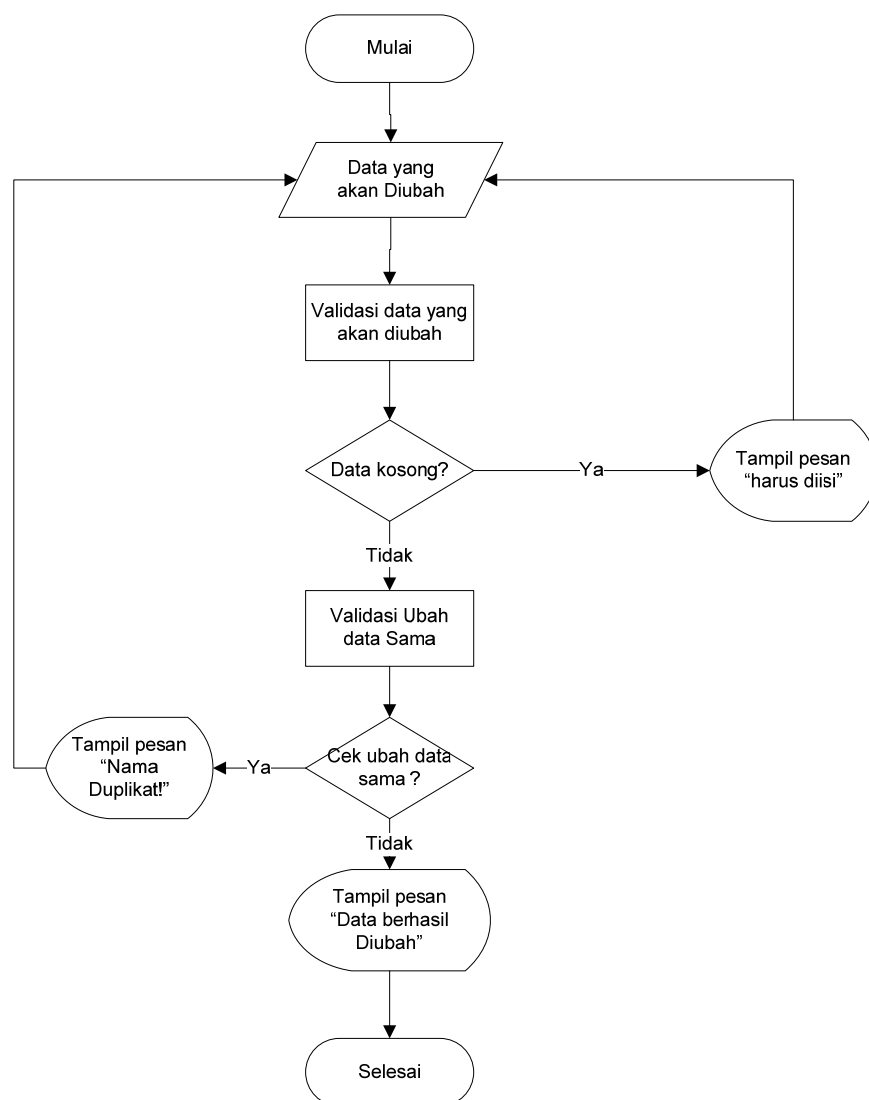 Mulai
Data yang
akan Diubah
Validasi data yang
akan diubah
Data kosong?
Ya
Tampil pesan
“harus diisi”
Tidak
Validasi Ubah
data Sama
Cek ubah data
sama ?
Ya
Tampil pesan
“Nama
Duplikat!”
Tidak
Tampil pesan
“Data berhasil
Diubah”
Selesai